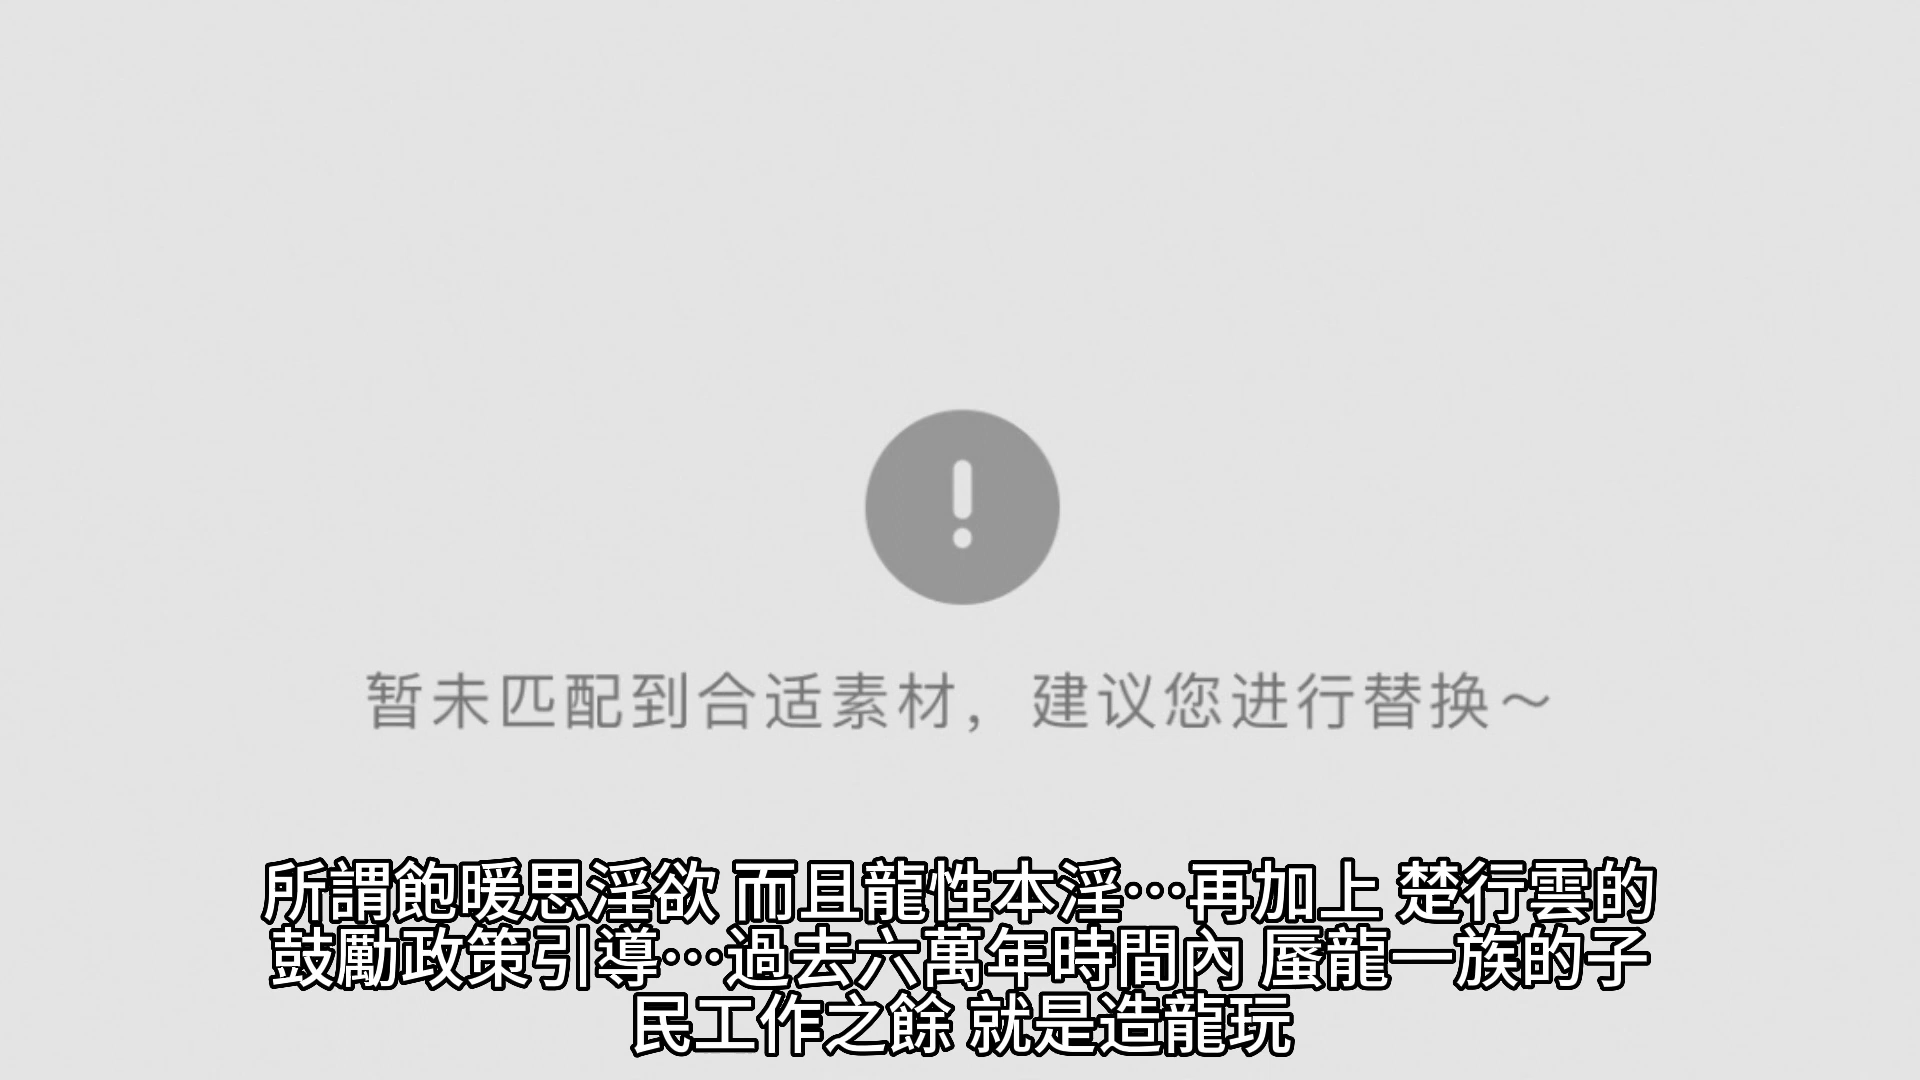 暂未匹配到合适素材，建议您进行替换～
所謂飽暖思淫欲 而且龍性本淫…再加上 楚行雲的
鼓勵政策引導…過去六萬年時間內 蜃龍一族的子
民工作之餘 就是造龍玩